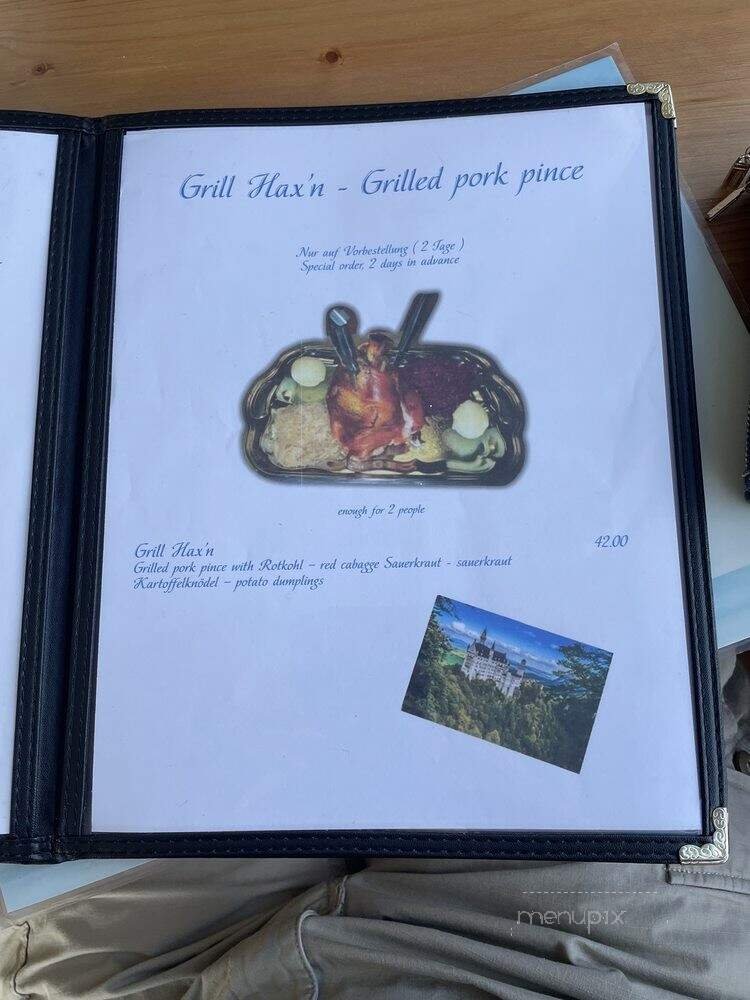 Grill Hax'n - Grilled pork pince
Nur auf Vorbestellung ( 2 Tage )
Special order, 2 days in advance
enough for 2 people
Grill Hax'n 42.00
Grilled pork pince with Rotkohl – red cabagge Sauerkraut - sauerkraut
Kartoffelknödel – potato dumplings
menupix